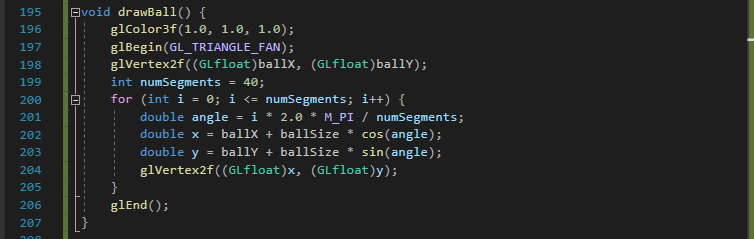 195 void drawBall() {
196 glColor3f(1.0, 1.0, 1.0);
197 glBegin(GL_TRIANGLE_FAN);
198 glVertex2f((GLfloat)ballX, (GLfloat)ballY);
199 int numSegments = 40;
200 for (int i = 0; i <= numSegments; i++) {
201 double angle = i * 2.0 * M_PI / numSegments;
202 double x = ballX + ballSize * cos(angle);
203 double y = ballY + ballSize * sin(angle);
204 glVertex2f((GLfloat)x, (GLfloat)y);
205 }
206 glEnd();
207 }